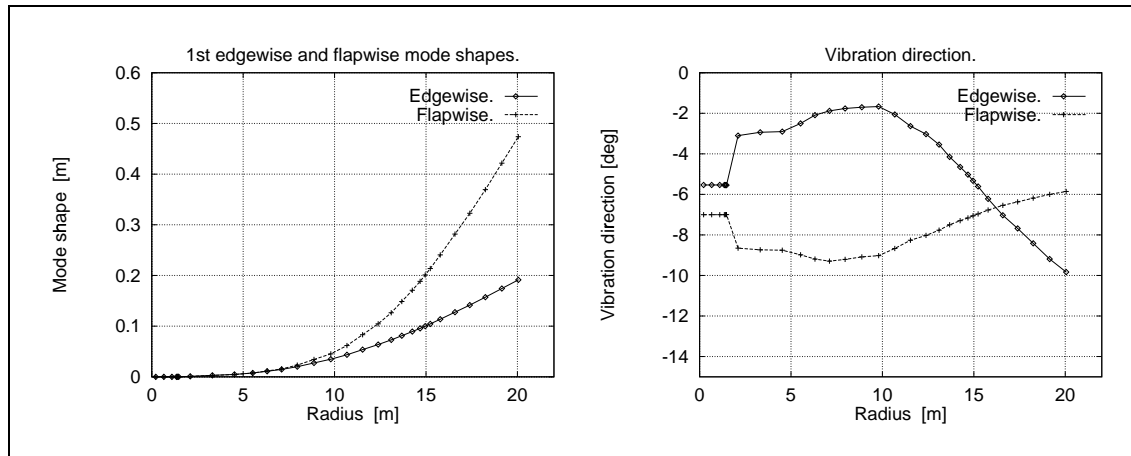 1st edgewise and flapwise mode shapes.
0.6
0.5
0.4
0.3
0.2
0.1
0
Mode shape [m]
Edgewise.
Flapwise.
0 5 10 15 20
Radius [m]
Vibration direction.
0
-2
-4
-6
-8
-10
-12
-14
Vibration direction [deg]
Edgewise.
Flapwise.
0 5 10 15 20
Radius [m]